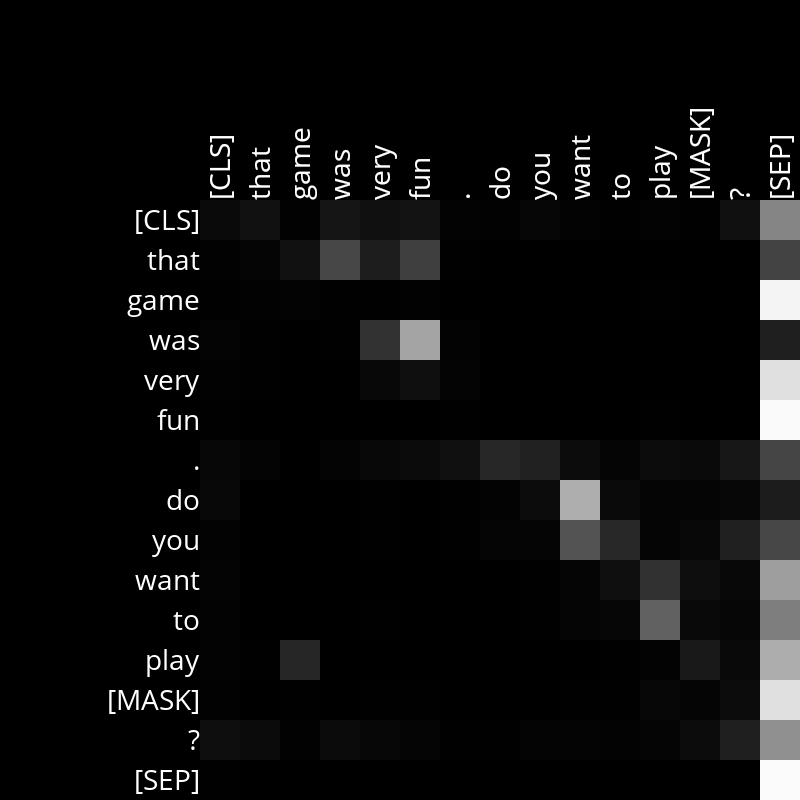 [CLS] that game was very fun . do you want to play [MASK] ? [SEP]
[CLS]
that
game
was
very
fun
.
do
you
want
to
play
[MASK]
?
[SEP]